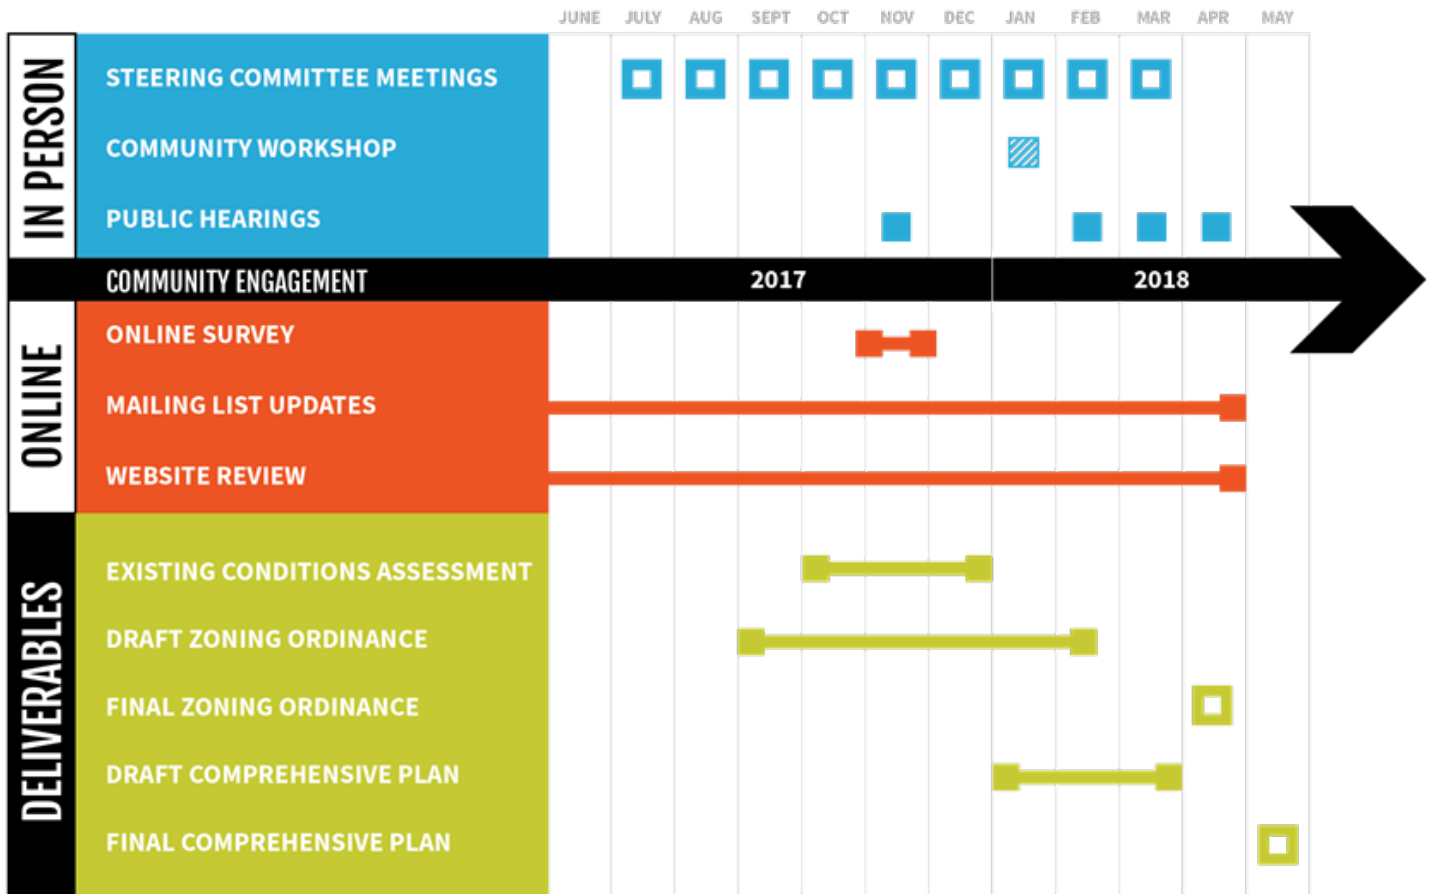 JUNE JULY AUG SEPT OCT NOV DEC JAN FEB MAR APR MAY
IN PERSON
STEERING COMMITTEE MEETINGS
COMMUNITY WORKSHOP
PUBLIC HEARINGS
COMMUNITY ENGAGEMENT 2017 2018
ONLINE
ONLINE SURVEY
MAILING LIST UPDATES
WEBSITE REVIEW
DELIVERABLES
EXISTING CONDITIONS ASSESSMENT
DRAFT ZONING ORDINANCE
FINAL ZONING ORDINANCE
DRAFT COMPREHENSIVE PLAN
FINAL COMPREHENSIVE PLAN